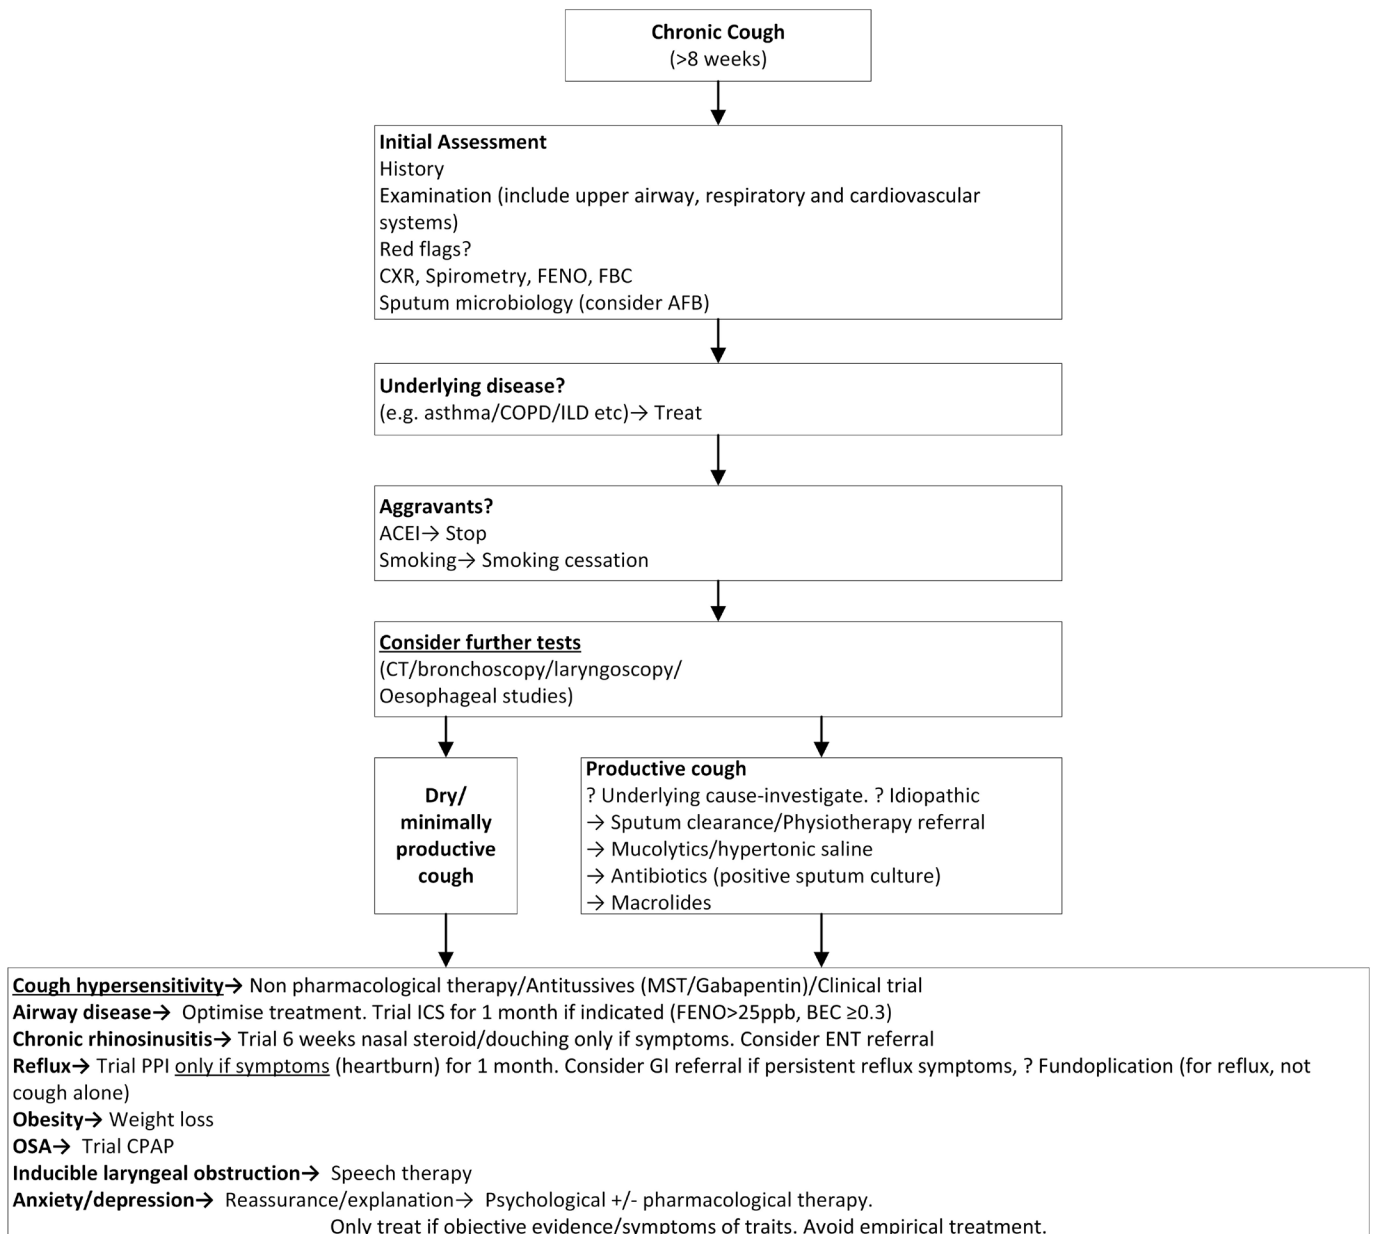 Chronic Cough
(>8 weeks)
Initial Assessment
History
Examination (include upper airway, respiratory and cardiovascular
systems)
Red flags?
CXR, Spirometry, FENO, FBC
Sputum microbiology (consider AFB)
Underlying disease?
(e.g. asthma/COPD/ILD etc)→ Treat
Aggravants?
ACEI→ Stop
Smoking→ Smoking cessation
Consider further tests
(CT/bronchoscopy/laryngoscopy/
Oesophageal studies)
Dry/
minimally
productive
cough
Productive cough
? Underlying cause-investigate. ? Idiopathic
→ Sputum clearance/Physiotherapy referral
→ Mucolytics/hypertonic saline
→ Antibiotics (positive sputum culture)
→ Macrolides
Cough hypersensitivity→ Non pharmacological therapy/Antitussives (MST/Gabapentin)/Clinical trial
Airway disease→ Optimise treatment. Trial ICS for 1 month if indicated (FENO>25ppb, BEC ≥0.3)
Chronic rhinosinusitis→ Trial 6 weeks nasal steroid/douching only if symptoms. Consider ENT referral
Reflux→ Trial PPI only if symptoms (heartburn) for 1 month. Consider GI referral if persistent reflux symptoms, ? Fundoplication (for reflux, not
cough alone)
Obesity→ Weight loss
OSA→ Trial CPAP
Inducible laryngeal obstruction→ Speech therapy
Anxiety/depression→ Reassurance/explanation→ Psychological +/- pharmacological therapy.
Only treat if objective evidence/symptoms of traits. Avoid empirical treatment.